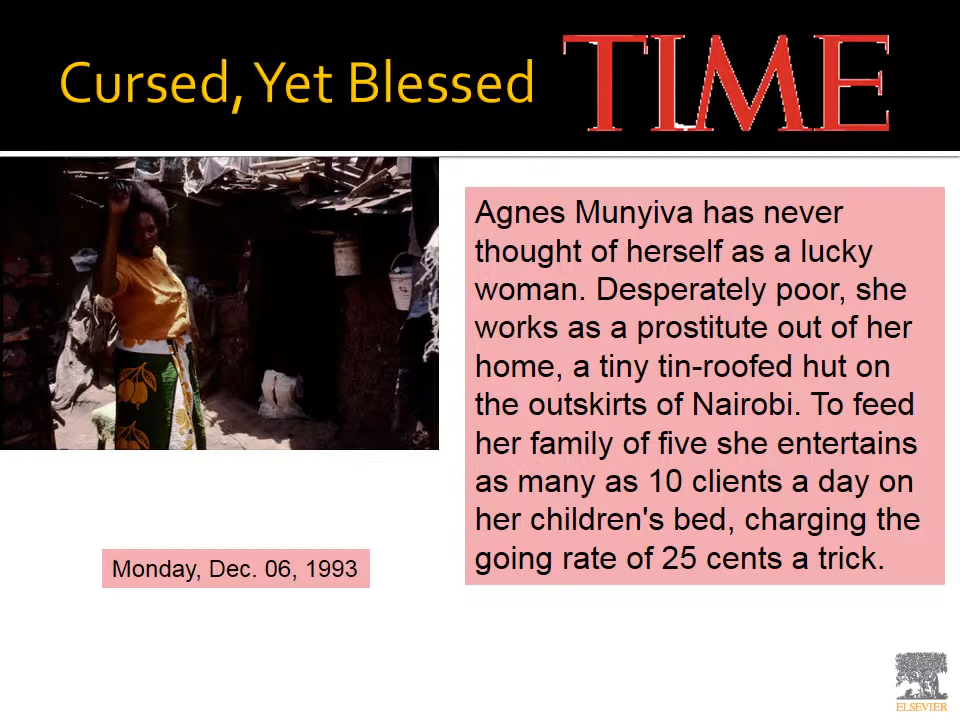 Cursed, Yet Blessed
TIME
Agnes Munyiva has never
thought of herself as a lucky
woman. Desperately poor, she
works as a prostitute out of her
home, a tiny tin-roofed hut on
the outskirts of Nairobi. To feed
her family of five she entertains
as many as 10 clients a day on
her children's bed, charging the
going rate of 25 cents a trick.
Monday, Dec. 06, 1993
ELSEVIER